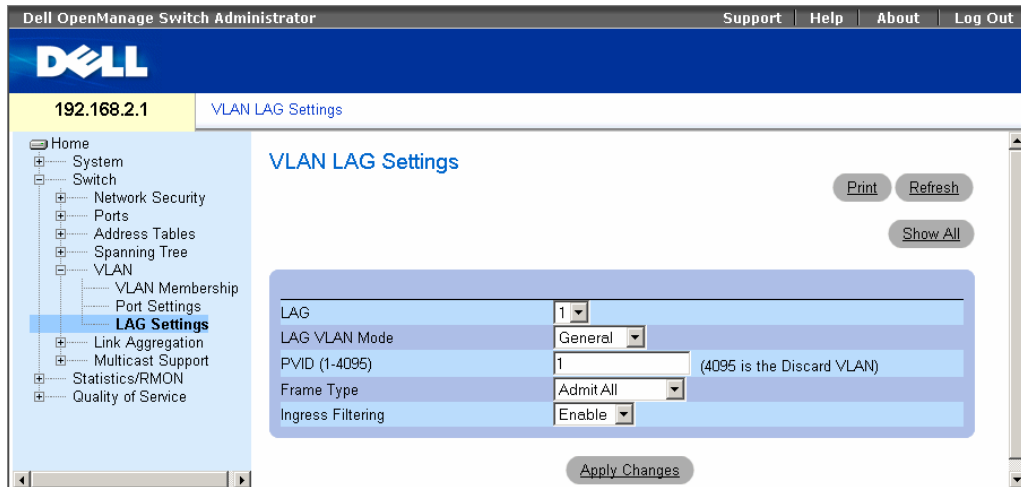 Dell OpenManage Switch Administrator Support Help About Log Out
DELL
192.168.2.1 VLAN LAG Settings
Home
System
Switch
Network Security
Ports
Address Tables
Spanning Tree
VLAN
VLAN Membership
Port Settings
LAG Settings
Link Aggregation
Multicast Support
Statistics/RMON
Quality of Service
VLAN LAG Settings
Print Refresh
Show All
LAG 1
LAG VLAN Mode General
PVID (1-4095) 1 (4095 is the Discard VLAN)
Frame Type Admit All
Ingress Filtering Enable
Apply Changes